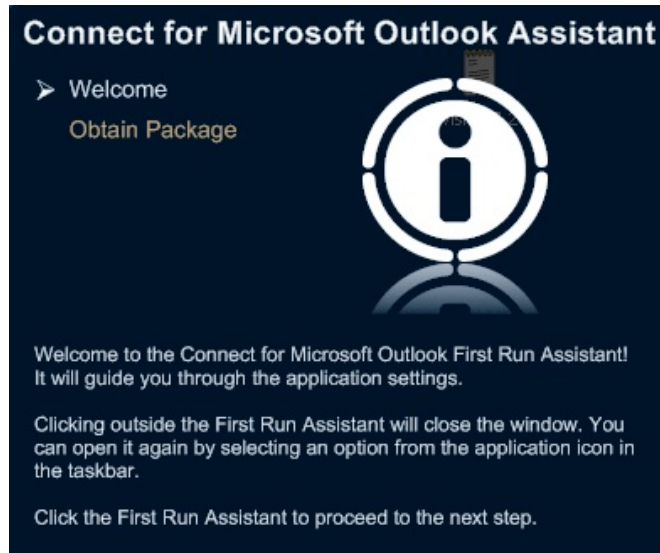 Connect for Microsoft Outlook Assistant
Welcome
Obtain Package
Welcome to the Connect for Microsoft Outlook First Run Assistant!
It will guide you through the application settings.
Clicking outside the First Run Assistant will close the window. You
can open it again by selecting an option from the application icon in
the taskbar.
Click the First Run Assistant to proceed to the next step.